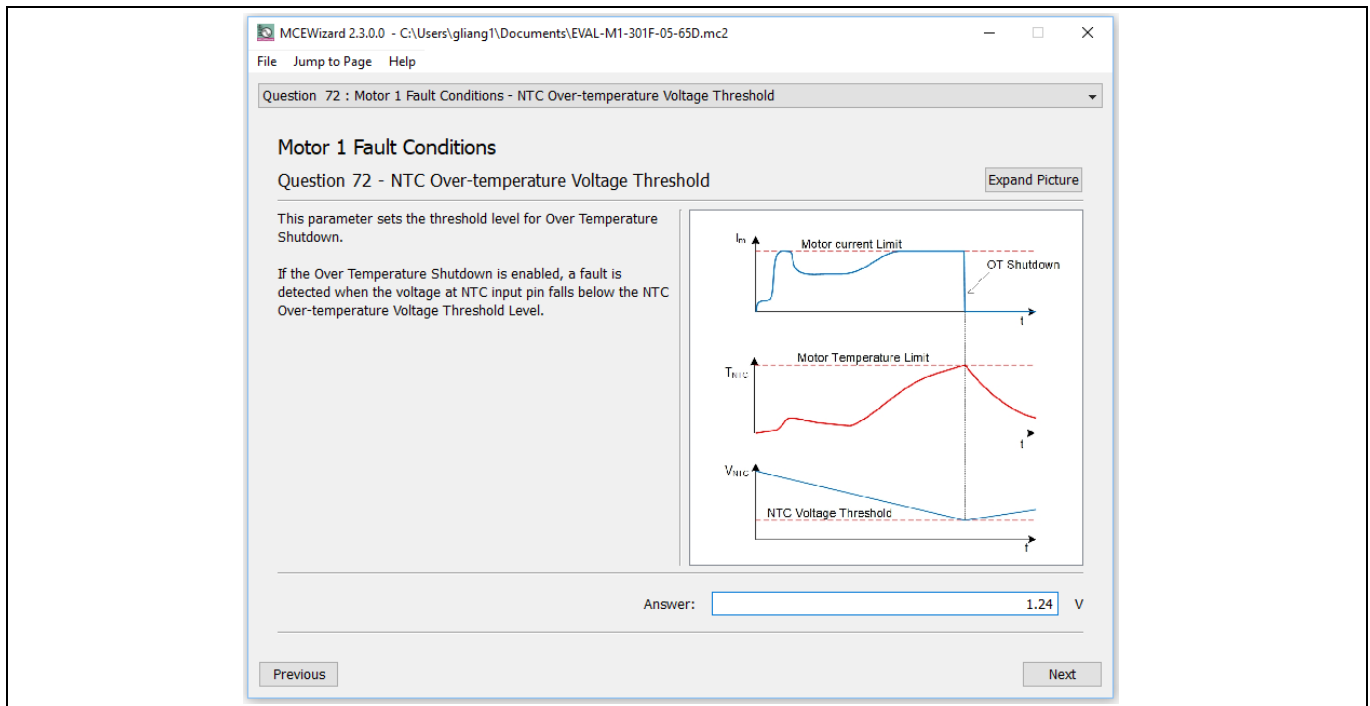 MCEWizard 2.3.0.0 - C:\Users\gliang1\Documents\EVAL-M1-301F-05-65D.mc2
File Jump to Page Help
Question 72 : Motor 1 Fault Conditions - NTC Over-temperature Voltage Threshold
Motor 1 Fault Conditions
Question 72 - NTC Over-temperature Voltage Threshold
Expand Picture
This parameter sets the threshold level for Over Temperature
Shutdown.
If the Over Temperature Shutdown is enabled, a fault is
detected when the voltage at NTC input pin falls below the NTC
Over-temperature Voltage Threshold Level.
Im
Motor current Limit
OT Shutdown
t
Motor Temperature Limit
TNTC
t
VNTC
NTC Voltage Threshold
t
Answer: 1.24 V
Previous
Next